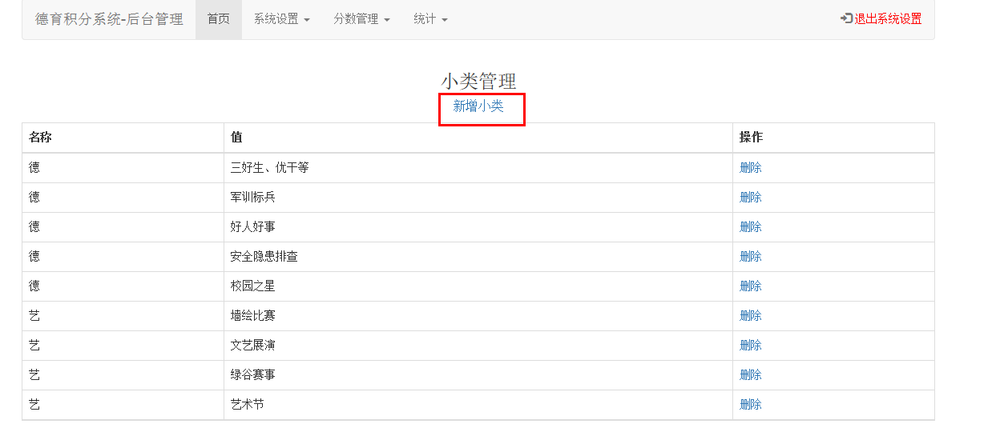 德育积分系统-后台管理 首页 系统设置 分数管理 统计 退出系统设置
小类管理
新增小类
名称 值 操作
德 三好生、优干等 删除
德 军训标兵 删除
德 好人好事 删除
德 安全隐患排查 删除
德 校园之星 删除
艺 墙绘比赛 删除
艺 文艺展演 删除
艺 绿谷赛事 删除
艺 艺术节 删除